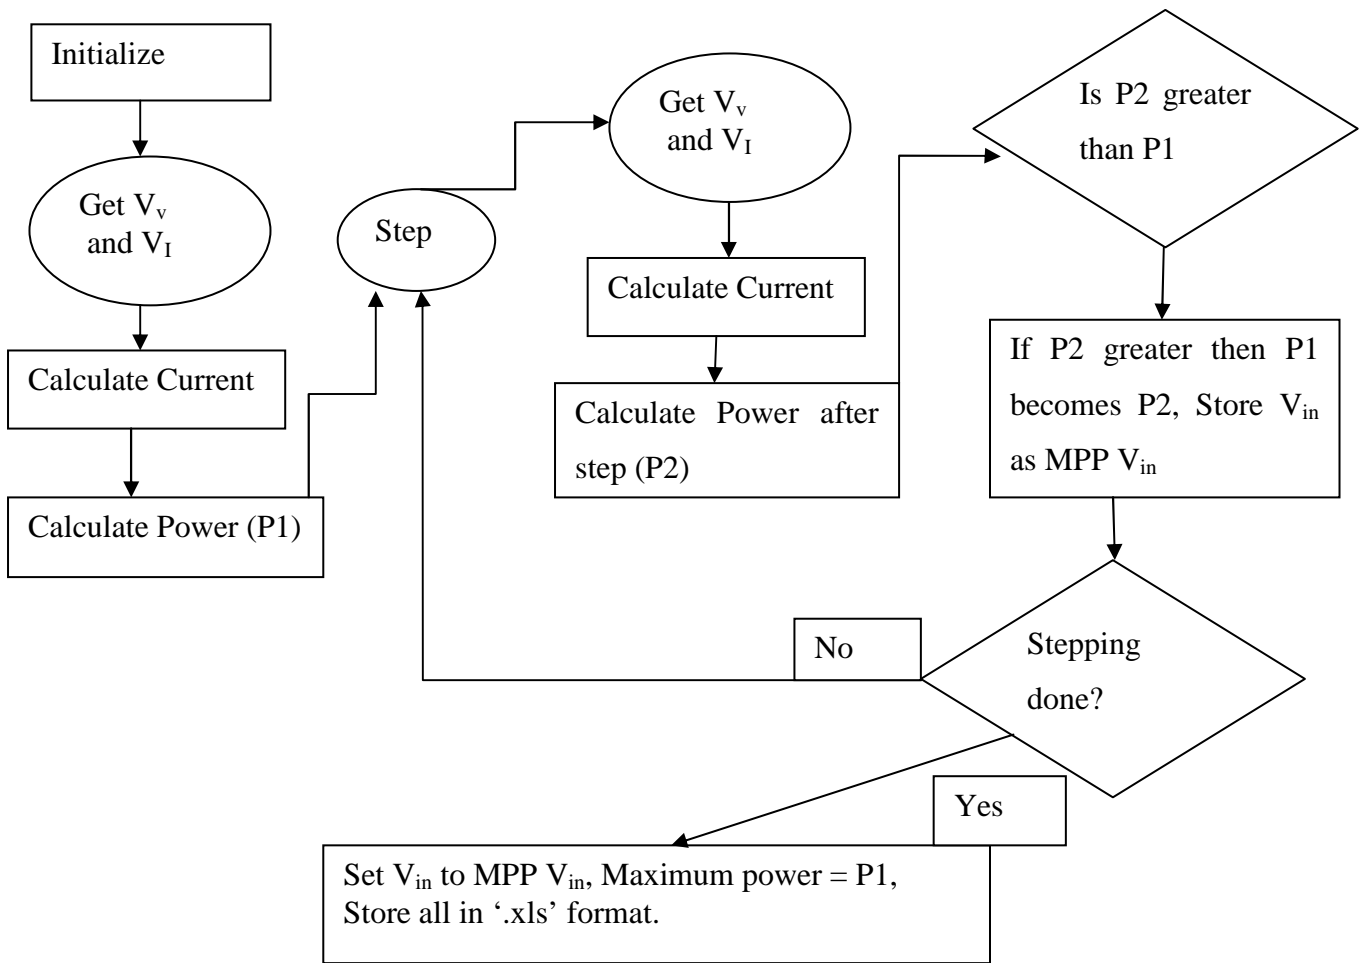 Initialize
Get Vᵥ
and V_I
Calculate Current
Calculate Power (P1)
Step
Get Vᵥ
and V_I
Calculate Current
Calculate Power after
step (P2)
Is P2 greater
than P1
If P2 greater then P1
becomes P2, Store V_in
as MPP V_in
Stepping
done?
No
Yes
Set V_in to MPP V_in, Maximum power = P1,
Store all in ‘.xls’ format.